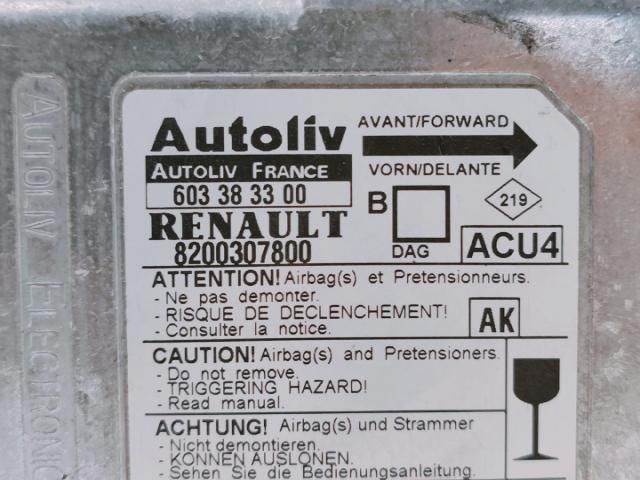 Autoliv
AUTOLIV FRANCE
603 38 33 00
RENAULT
8200307800
AVANT/FORWARD
VORN/DELANTE
B
DAG
219
ACU4
ATTENTION! Airbag(s) et Pretensionneurs.
- Ne pas demonter.
- RISQUE DE DECLENCHEMENT!
- Consulter la notice.
AK
CAUTION! Airbag(s) and Pretensioners.
- Do not remove.
- TRIGGERING HAZARD!
- Read manual.
ACHTUNG! Airbag(s) und Strammer
- Nicht demontieren.
- KONNEN AUSLONEN.
- Sehen Sie die Bedienungsanleitung.
AUTOLIV ELECTRONIC